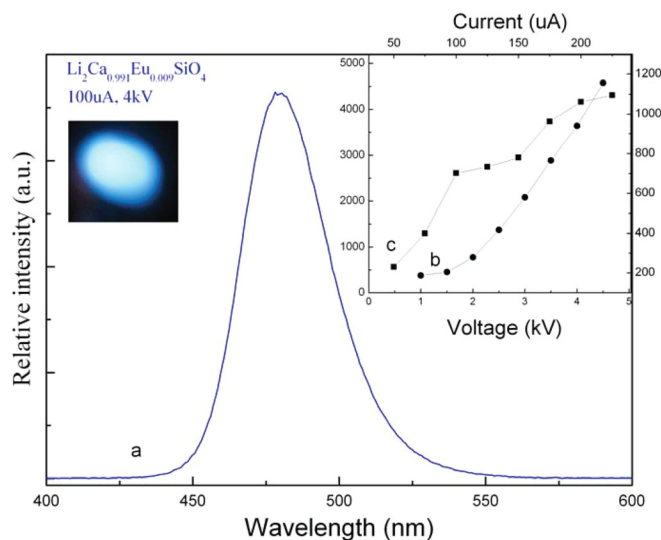 Current (uA)
50 100 150 200
Li₂Ca₀.₉₉₁Eu₀.₀₀₉SiO₄
100uA, 4kV
5000
4000
3000
2000
1000
0
1200
1000
800
600
400
200
c
b
0 1 2 3 4 5
Voltage (kV)
Relative intensity (a.u.)
a
400 450 500 550 600
Wavelength (nm)